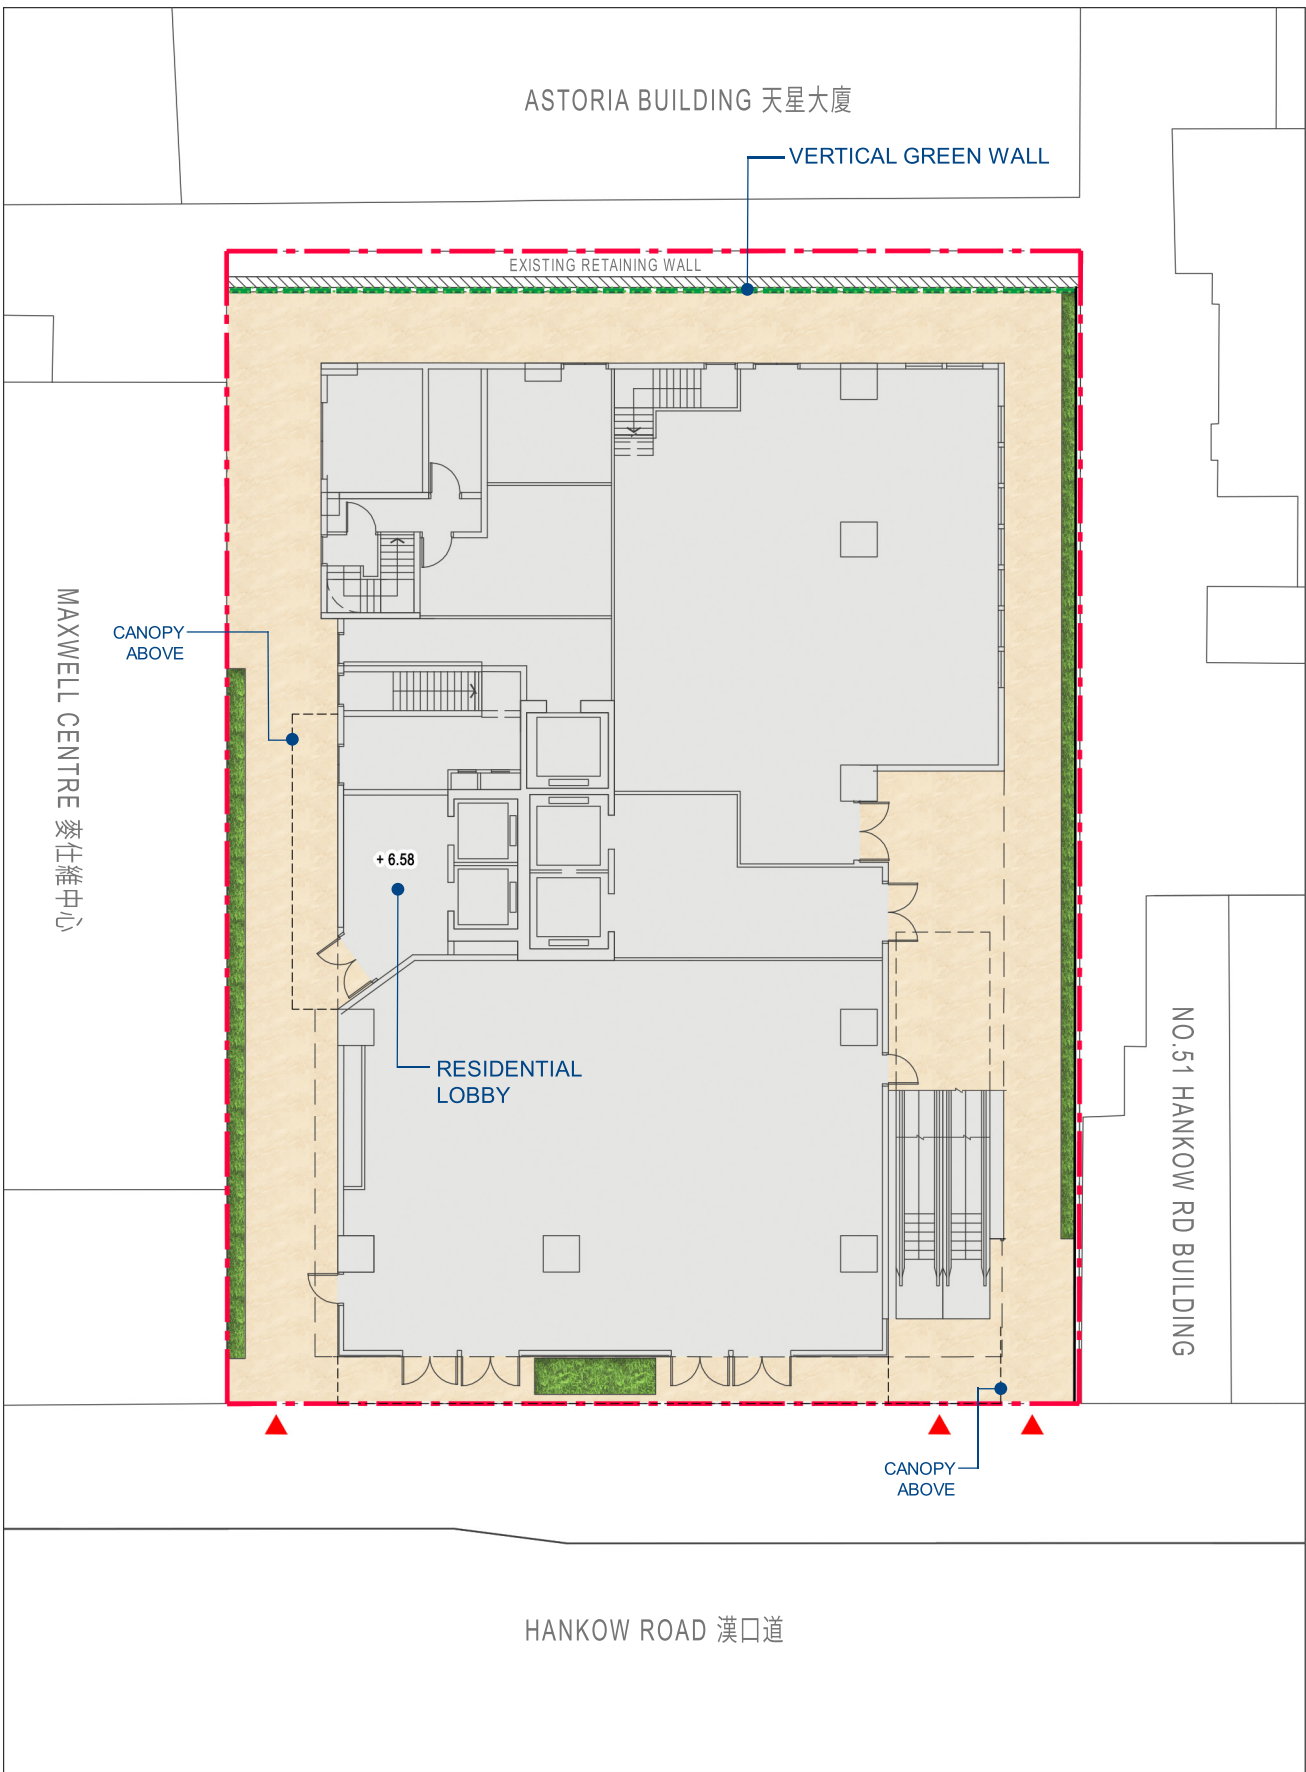 ASTORIA BUILDING 天星大廈
VERTICAL GREEN WALL
EXISTING RETAINING WALL
MAXWELL CENTRE 麥仕維中心
CANOPY
ABOVE
+ 6.58
RESIDENTIAL
LOBBY
NO.51 HANKOW RD BUILDING
CANOPY
ABOVE
HANKOW ROAD 漢口道